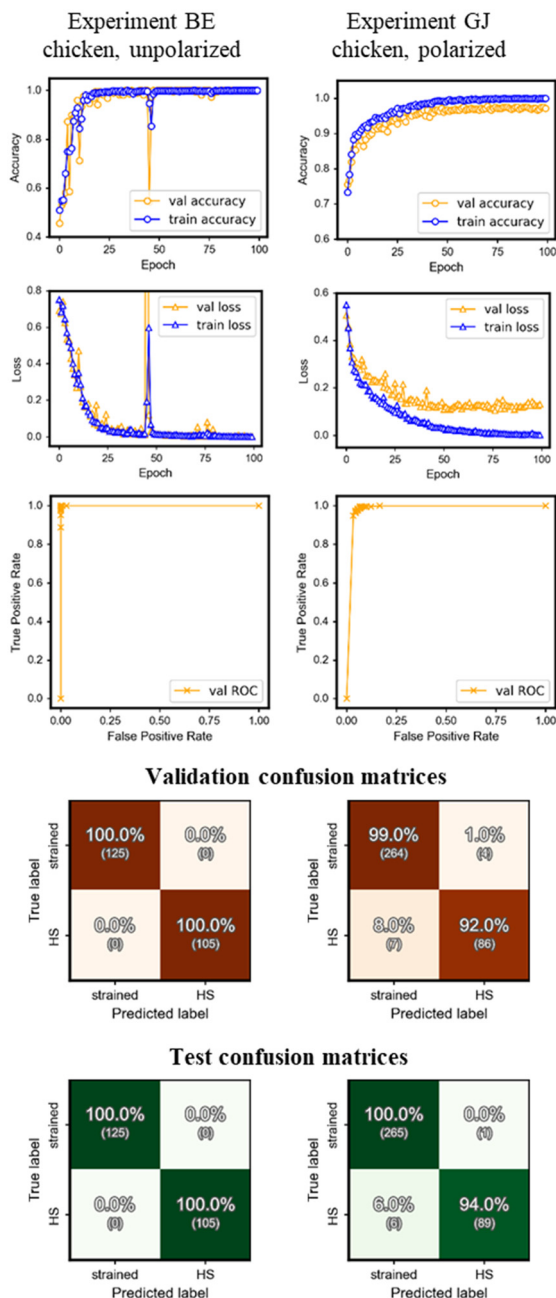 Experiment BE
chicken, unpolarized
Experiment GJ
chicken, polarized
1.0
0.8
0.6
0.4
Accuracy
val accuracy
train accuracy
0
25
50
75
100
Epoch
1.0
0.9
0.8
0.7
0.6
Accuracy
val accuracy
train accuracy
0
25
50
75
100
Epoch
0.8
0.6
0.4
0.2
0.0
Loss
val loss
train loss
0
25
50
75
100
Epoch
0.6
0.4
0.2
0.0
Loss
val loss
train loss
0
25
50
75
100
Epoch
1.0
0.8
0.6
0.4
0.2
0.0
True Positive Rate
val ROC
0.00
0.25
0.50
0.75
1.00
False Positive Rate
1.0
0.8
0.6
0.4
0.2
0.0
True Positive Rate
val ROC
0.00
0.25
0.50
0.75
1.00
False Positive Rate
Validation confusion matrices
True label
strained
HS
100.0%
(125)
0.0%
(0)
0.0%
(0)
100.0%
(105)
strained
HS
Predicted label
True label
strained
HS
99.0%
(264)
1.0%
(4)
8.0%
(7)
92.0%
(86)
strained
HS
Predicted label
Test confusion matrices
True label
strained
HS
100.0%
(125)
0.0%
(0)
0.0%
(0)
100.0%
(105)
strained
HS
Predicted label
True label
strained
HS
100.0%
(265)
0.0%
(1)
6.0%
(6)
94.0%
(89)
strained
HS
Predicted label